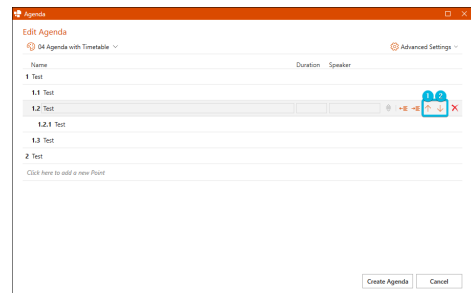 Agenda
Edit Agenda
04 Agenda with Timetable
Advanced Settings
Name Duration Speaker
1 Test
1.1 Test
1 2
1.2 Test
1.2.1 Test
1.3 Test
2 Test
Click here to add a new Point
Create Agenda Cancel